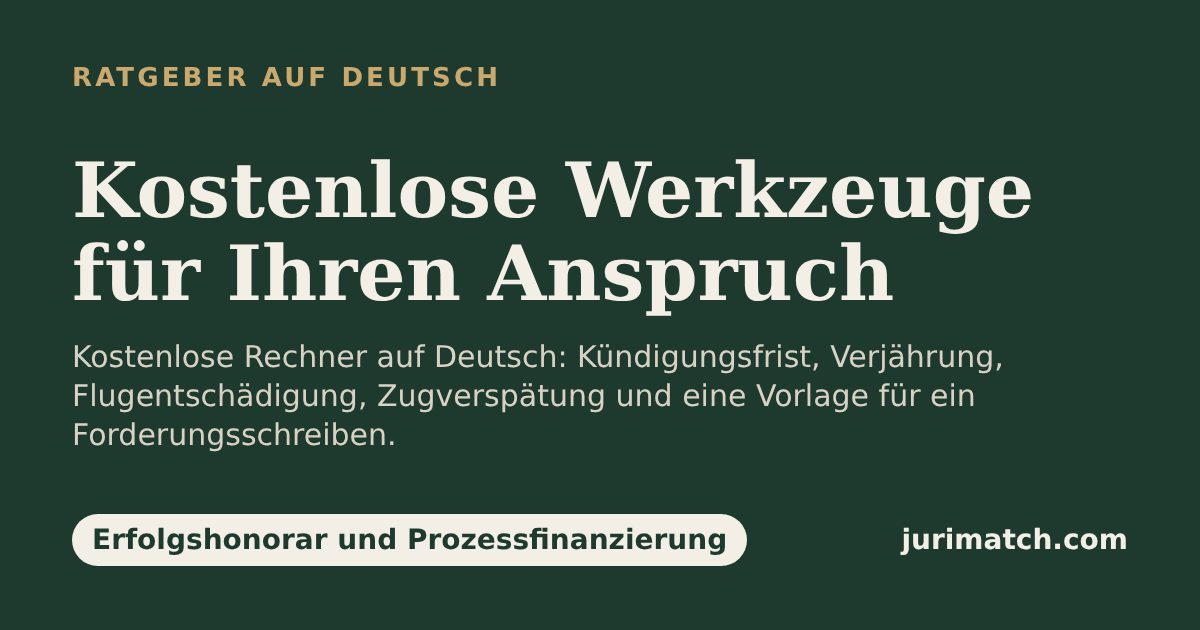 RATGEBER AUF DEUTSCH
Kostenlose Werkzeuge
für Ihren Anspruch
Kostenlose Rechner auf Deutsch: Kündigungsfrist, Verjährung,
Flugentschädigung, Zugverspätung und eine Vorlage für ein
Forderungsschreiben.
Erfolgshonorar und Prozessfinanzierung
jurimatch.com